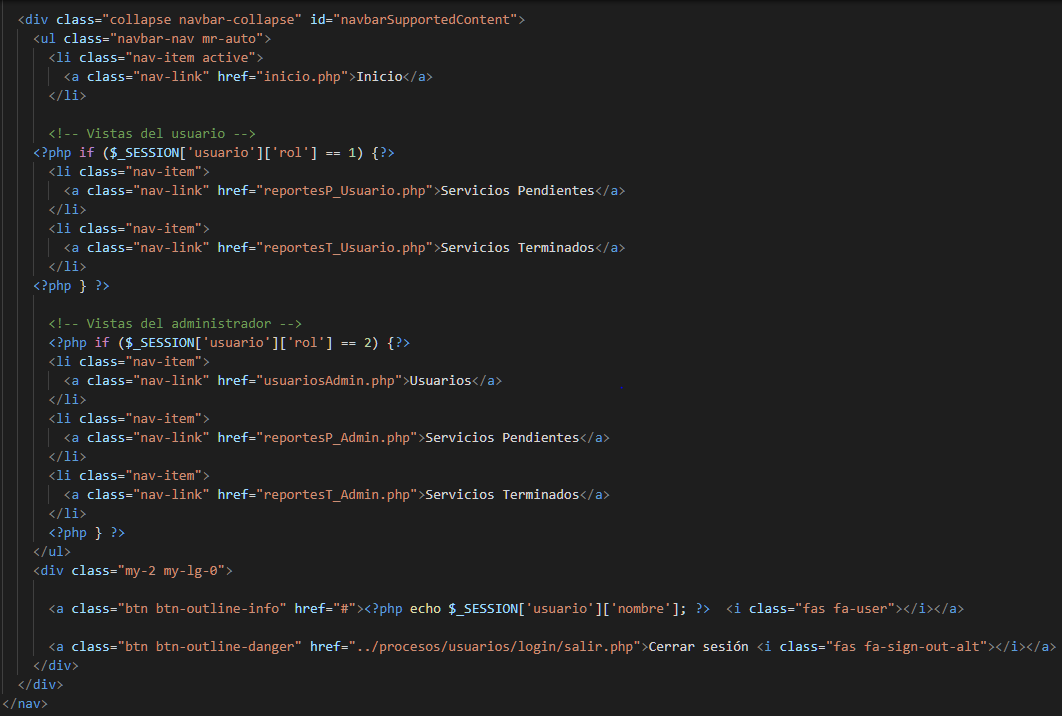 <div class="collapse navbar-collapse" id="navbarSupportedContent">
<ul class="navbar-nav mr-auto">
<li class="nav-item active">
<a class="nav-link" href="inicio.php">Inicio</a>
</li>
<!-- Vistas del usuario -->
<?php if ($_SESSION['usuario']['rol'] == 1) {?>
<li class="nav-item">
<a class="nav-link" href="reportesP_Usuario.php">Servicios Pendientes</a>
</li>
<li class="nav-item">
<a class="nav-link" href="reportesT_Usuario.php">Servicios Terminados</a>
</li>
<?php } ?>
<!-- Vistas del administrador -->
<?php if ($_SESSION['usuario']['rol'] == 2) {?>
<li class="nav-item">
<a class="nav-link" href="usuariosAdmin.php">Usuarios</a>
</li>
<li class="nav-item">
<a class="nav-link" href="reportesP_Admin.php">Servicios Pendientes</a>
</li>
<li class="nav-item">
<a class="nav-link" href="reportesT_Admin.php">Servicios Terminados</a>
</li>
<?php } ?>
</ul>
<div class="my-2 my-lg-0">
<a class="btn btn-outline-info" href="#"><?php echo $_SESSION['usuario']['nombre']; ?>  <i class="fas fa-user"></i></a>
<a class="btn btn-outline-danger" href="../procesos/usuarios/login/salir.php">Cerrar sesión <i class="fas fa-sign-out-alt"></i></a>
</div>
</div>
</nav>